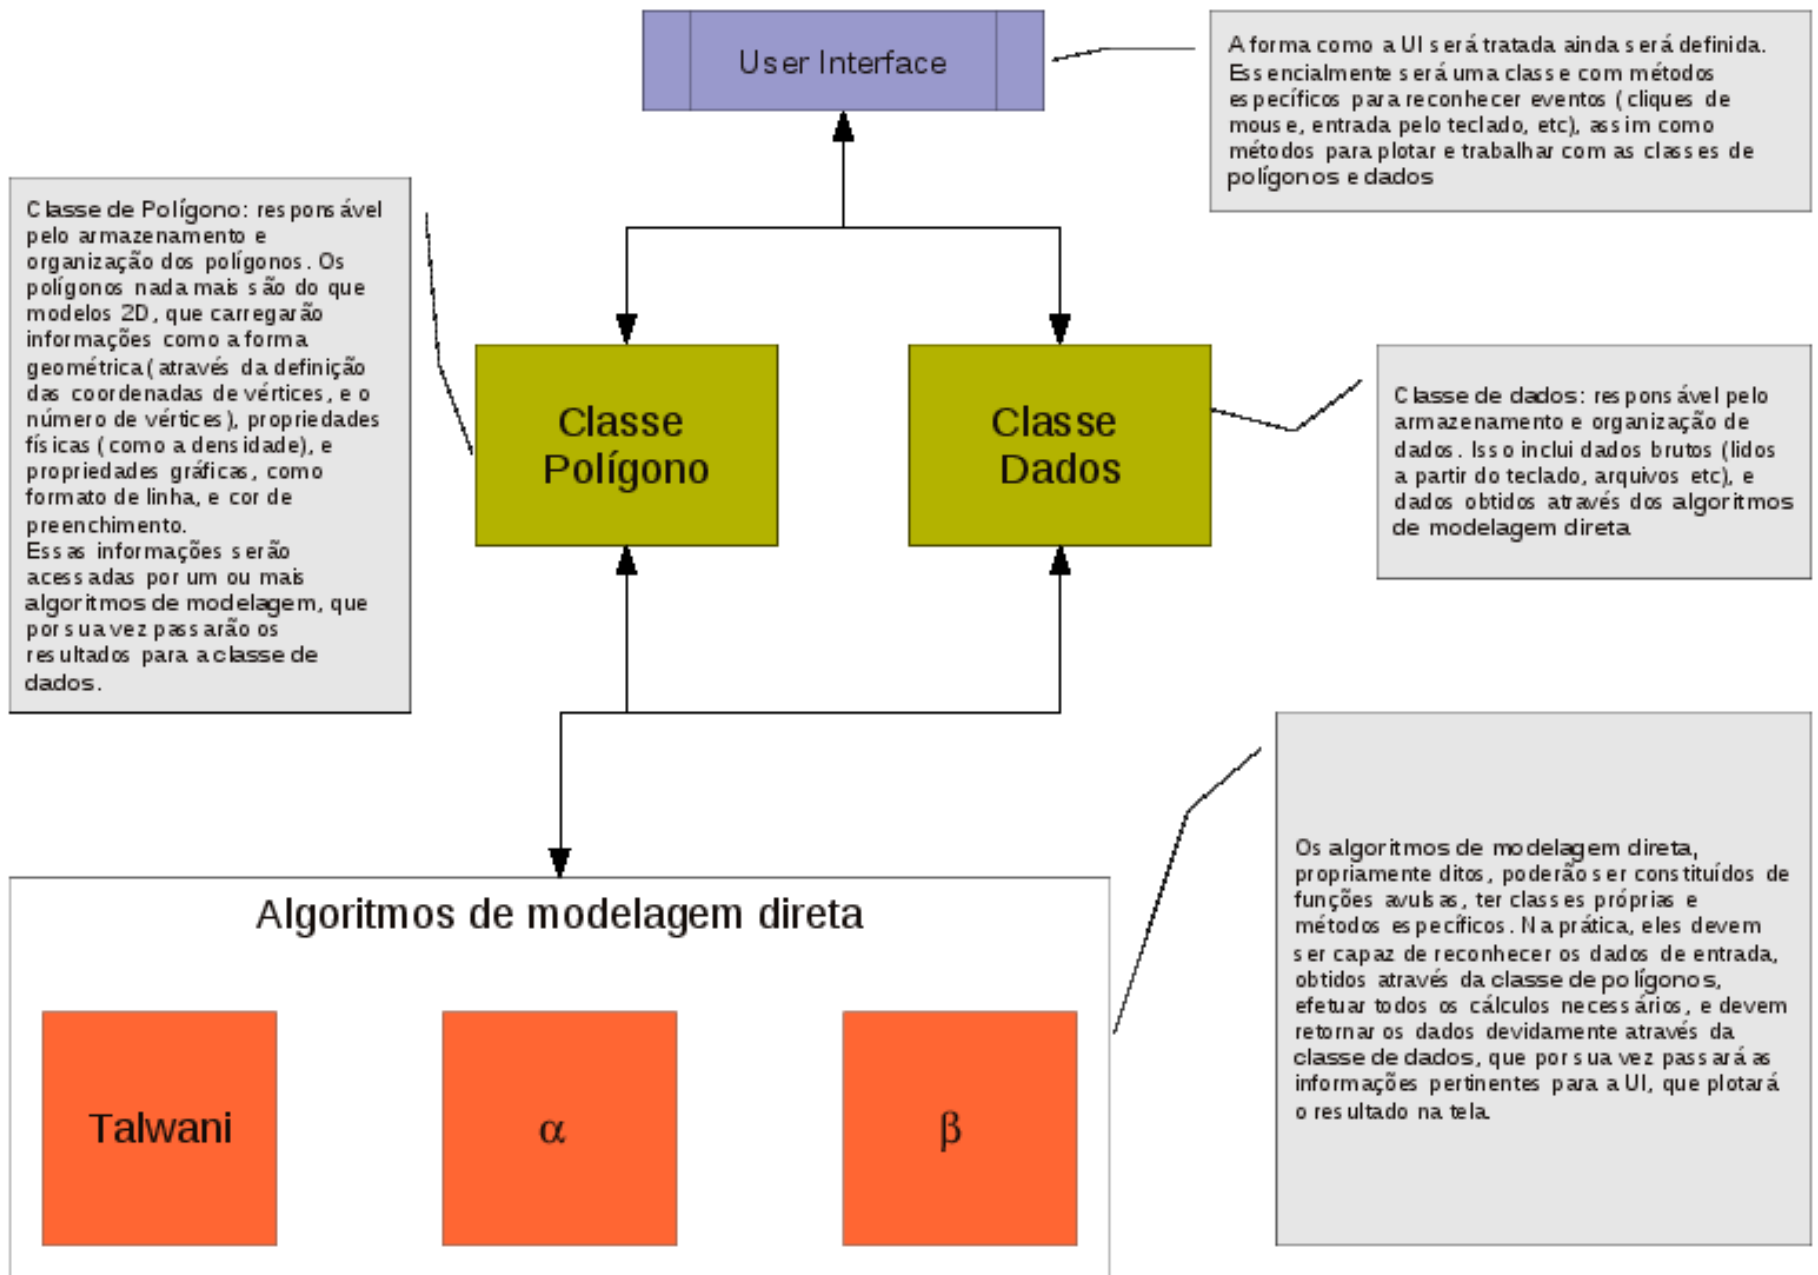 User Interface
A forma como a UI será tratada ainda será definida.
Essencialmente será uma classe com métodos
específicos para reconhecer eventos (cliques de
mouse, entrada pelo teclado, etc), assim como
métodos para plotar e trabalhar com as classes de
polígonos e dados
Classe de Polígono: responsável
pelo armazenamento e
organização dos polígonos. Os
polígonos nada mais são do que
modelos 2D, que carregarão
informações como a forma
geométrica(através da definição
das coordenadas de vértices, e o
número de vértices), propriedades
físicas (como a densidade), e
propriedades gráficas, como
formato de linha, e cor de
preenchimento.
Essas informações serão
acessadas por um ou mais
algoritmos de modelagem, que
por sua vez passarão os
resultados para a classe de
dados.
Classe
Polígono
Classe
Dados
Classe de dados: responsável pelo
armazenamento e organização de
dados. Isso inclui dados brutos (lidos
a partir do teclado, arquivos etc), e
dados obtidos através dos algoritmos
de modelagem direta
Algoritmos de modelagem direta
Talwani
α
β
Os algoritmos de modelagem direta,
propriamente ditos, poderão ser constituídos de
funções avulsas, ter classes próprias e
métodos específicos. Na prática, eles devem
ser capaz de reconhecer os dados de entrada,
obtidos através da classe de polígonos,
efetuar todos os cálculos necessários, e devem
retornar os dados devidamente através da
classe de dados, que por sua vez passará as
informações pertinentes para a UI, que plotará
o resultado na tela.